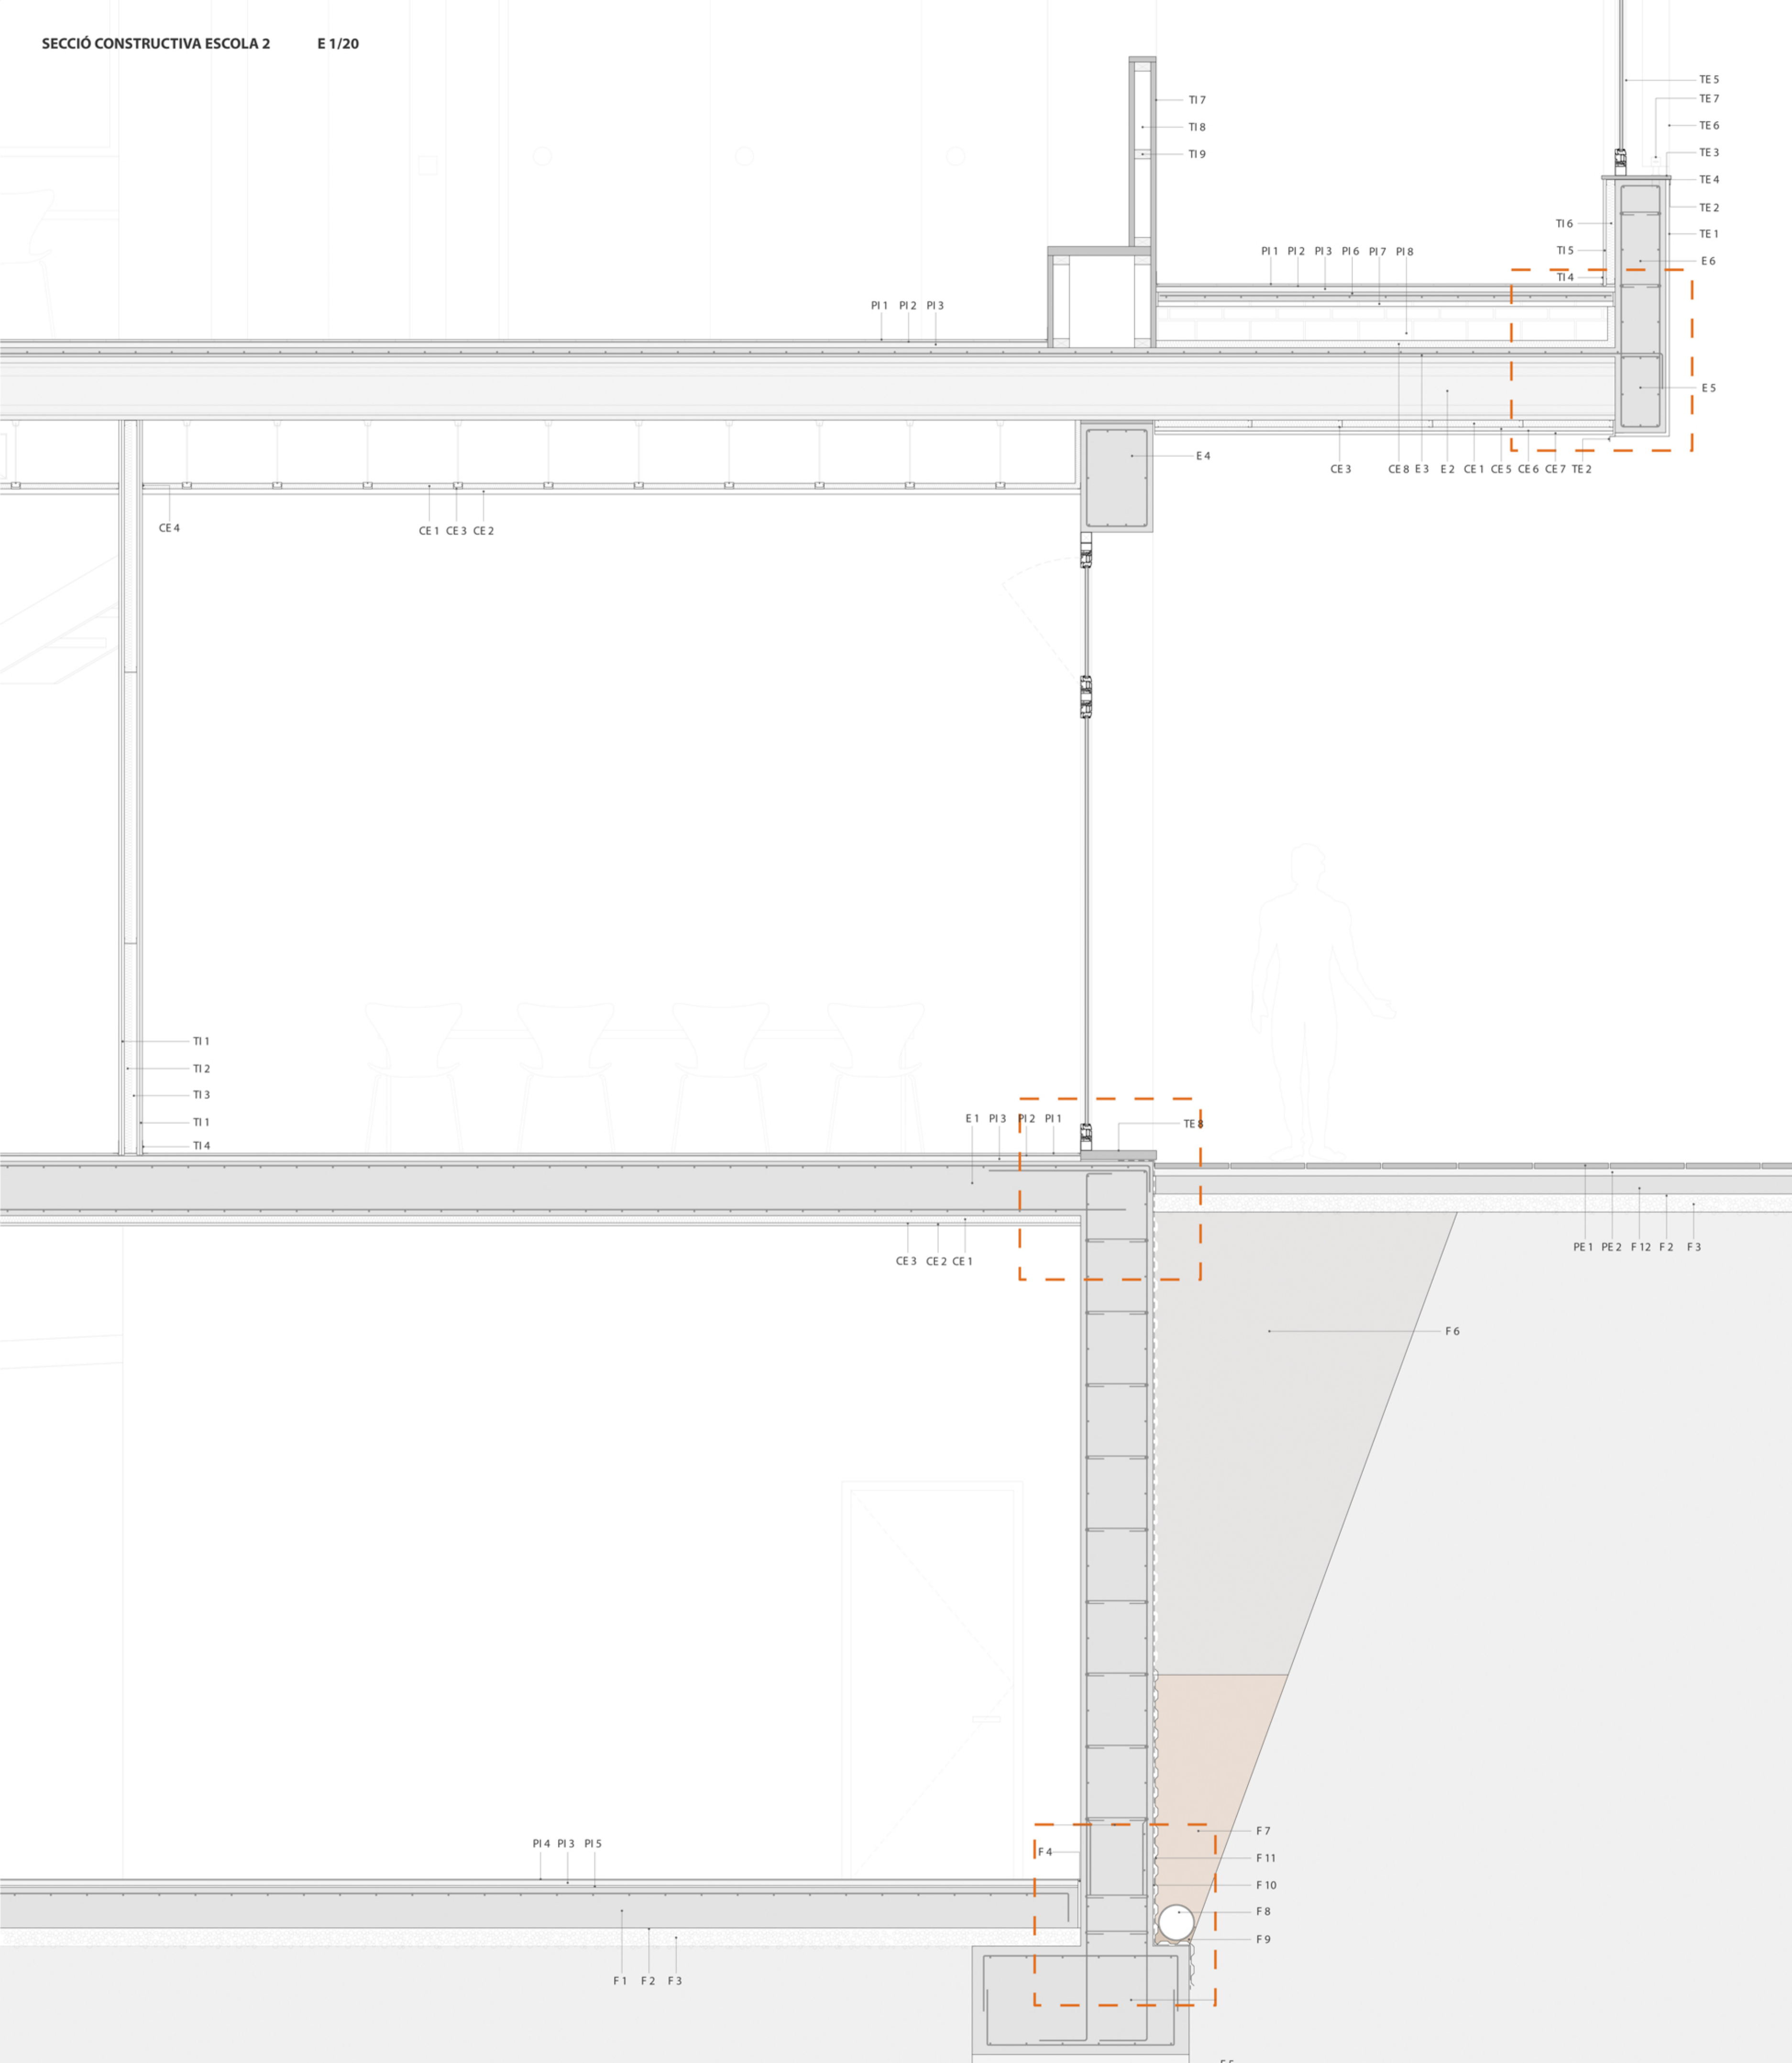 SECCIÓ CONSTRUCTIVA ESCOLA 2 E 1/20
TE 5
TE 7
TI 7
TE 6
TI 8
TE 3
TI 9
TE 4
TE 2
TI 6
TE 1
TI 5
PI 1 PI 2 PI 3 PI 6 PI 7 PI 8
E 6
TI 4
PI 1 PI 2 PI 3
E 5
E 4
CE 3 CE 8 E 3 E 2 CE 1 CE 5 CE 6 CE 7 TE 2
CE 4
CE 1 CE 3 CE 2
TI 1
TI 2
TI 3
TI 1
TI 4
E 1 PI 3 PI 2 PI 1
TE 8
CE 3 CE 2 CE 1
PE 1 PE 2 F 12 F 2 F 3
F 6
F 7
PI 4 PI 3 PI 5
F 4
F 11
F 10
F 8
F 9
F 1 F 2 F 3